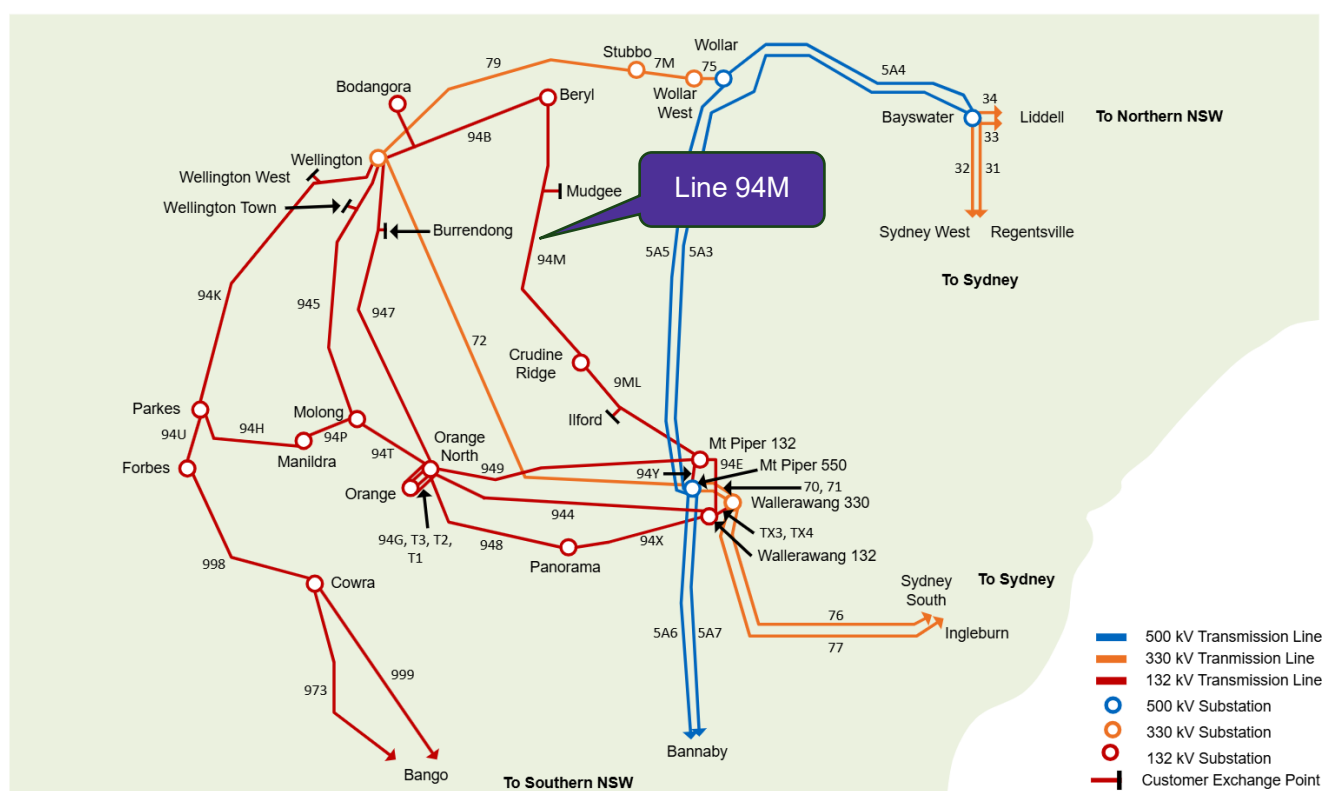 Stubbo
Wollar
79
7M
75
5A4
Bodangora
Beryl
Wollar
West
34
Bayswater
Liddell
To Northern NSW
33
94B
Wellington
Line 94M
32
31
Wellington West
Mudgee
Wellington Town
Burrendong
Sydney West
Regentsville
94M
5A5
5A3
To Sydney
94K
945
947
72
Crudine
Ridge
9ML
Parkes
Molong
Ilford
94U
94H
94P
94T
Orange
North
Mt Piper 132
Manildra
Forbes
949
94Y
94E
Mt Piper 550
70, 71
Orange
Wallerawang 330
944
TX3, TX4
94G, T3, T2,
T1
948
94X
Wallerawang 132
Panorama
998
Cowra
Sydney
South
To Sydney
76
Ingleburn
5A6
5A7
77
500 kV Transmission Line
330 kV Tranmission Line
132 kV Transmission Line
973
999
500 kV Substation
330 kV Substation
Bannaby
132 kV Substation
Bango
To Southern NSW
Customer Exchange Point